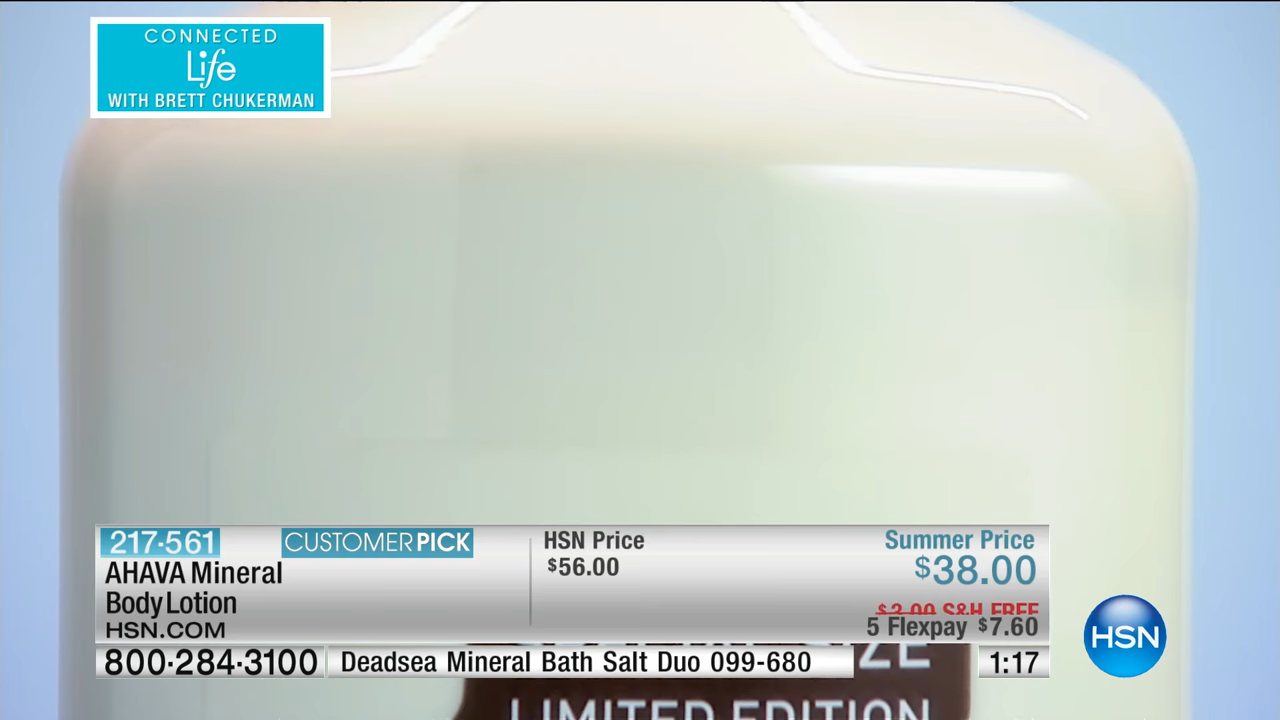 CONNECTED
Life
WITH BRETT CHUKERMAN
217-561
CUSTOMER PICK
AHAVA Mineral
Body Lotion
HSN.COM
HSN Price
$56.00
Summer Price
$38.00
$3.00 S&H FREE
5 Flexpay $7.60
800·284·3100
Deadsea Mineral Bath Salt Duo 099-680
1:17
HSN
LIMITED EDITION